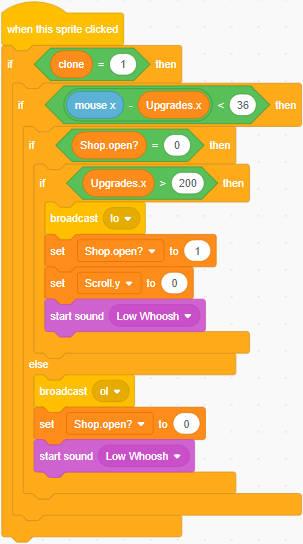 when this sprite clicked
if clone = 1 then
if mouse x - Upgrades.x < 36 then
if Shop.open? = 0 then
if Upgrades.x > 200 then
broadcast lo
set Shop.open? to 1
set Scroll.y to 0
start sound Low Whoosh
else
broadcast ol
set Shop.open? to 0
start sound Low Whoosh